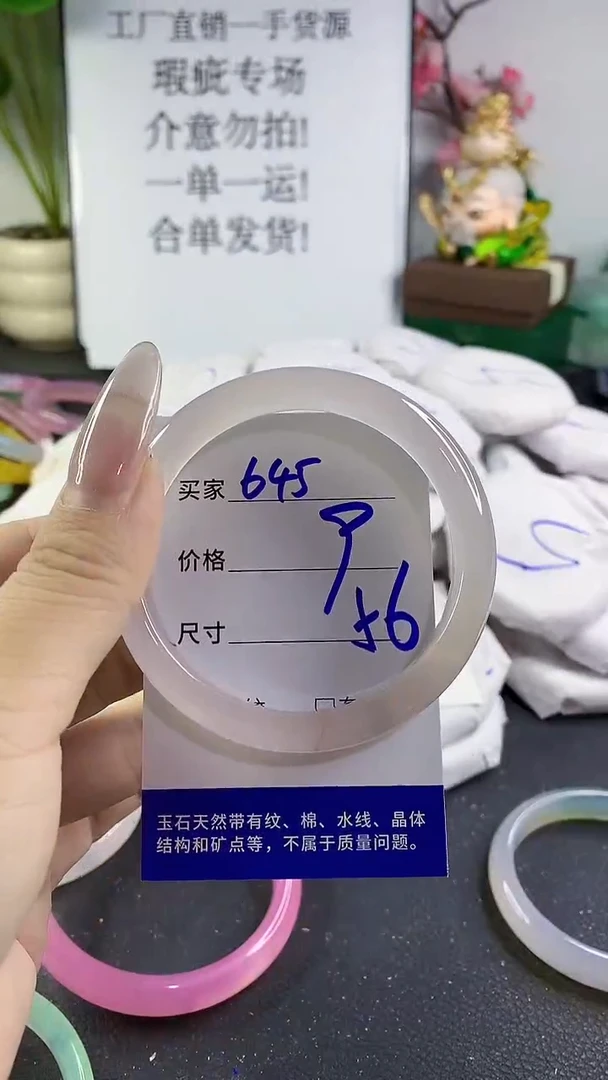 工厂直销一手货源
瑕疵专场
介意勿拍!
一单一运!
合单发货!
买家 645
价格
尺寸 56
玉石天然带有纹、棉、水线、晶体
结构和矿点等，不属于质量问题。